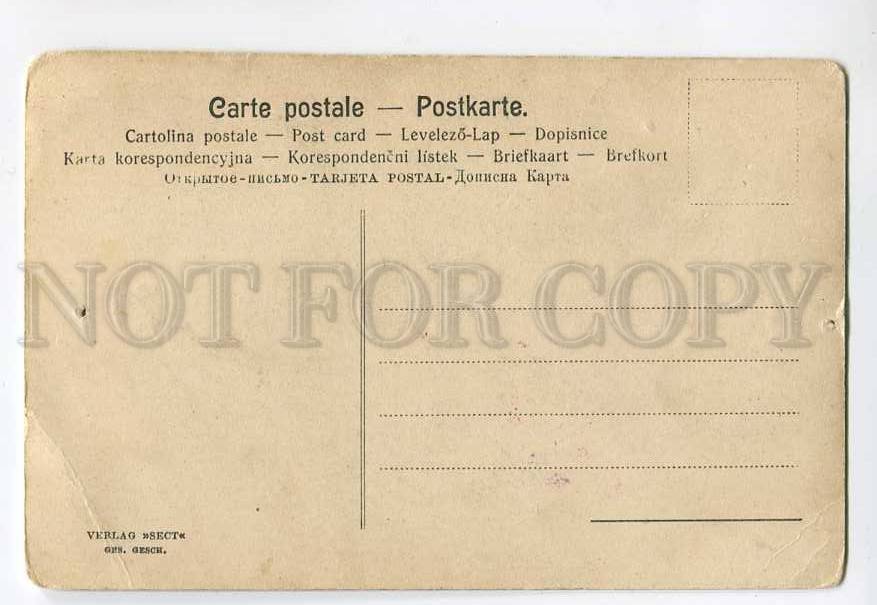 Carte postale — Postkarte.
Cartolina postale — Post card — Levelező-Lap — Dopisnice
Karta korespondencyjna — Korespondenčni lístek — Briefkaart — Brefkort
Открытое-письмо-TARJETA POSTAL-Дописна Карта
NOT FOR COPY
VERLAG »SECT«
GES. GESCH.